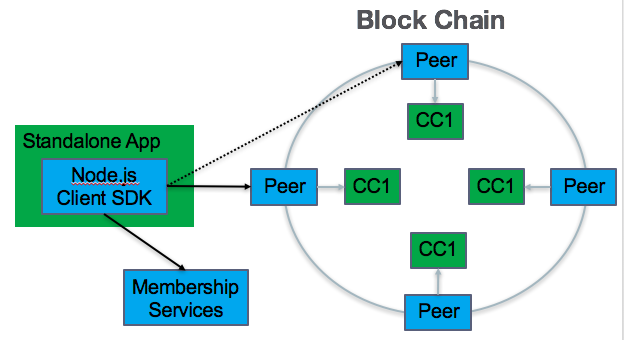 Block Chain
Peer
CC1
Standalone App
Node.js
Client SDK
Peer
CC1
CC1
Peer
CC1
Membership
Services
Peer